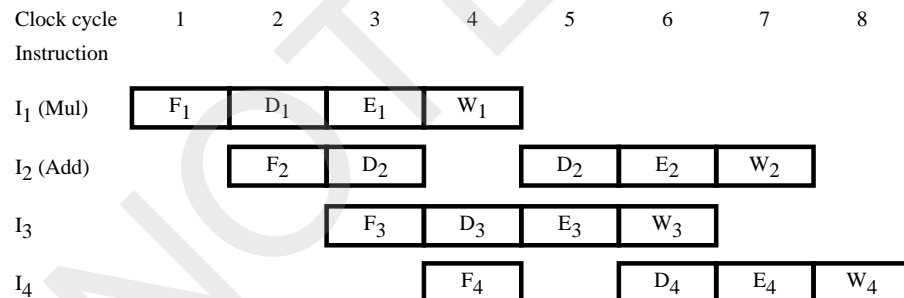 Clock cycle 1 2 3 4 5 6 7 8
Instruction
I1 (Mul) F1 D1 E1 W1
I2 (Add) F2 D2 D2 E2 W2
I3 F3 D3 E3 W3
I4 F4 D4 E4 W4
NOTE